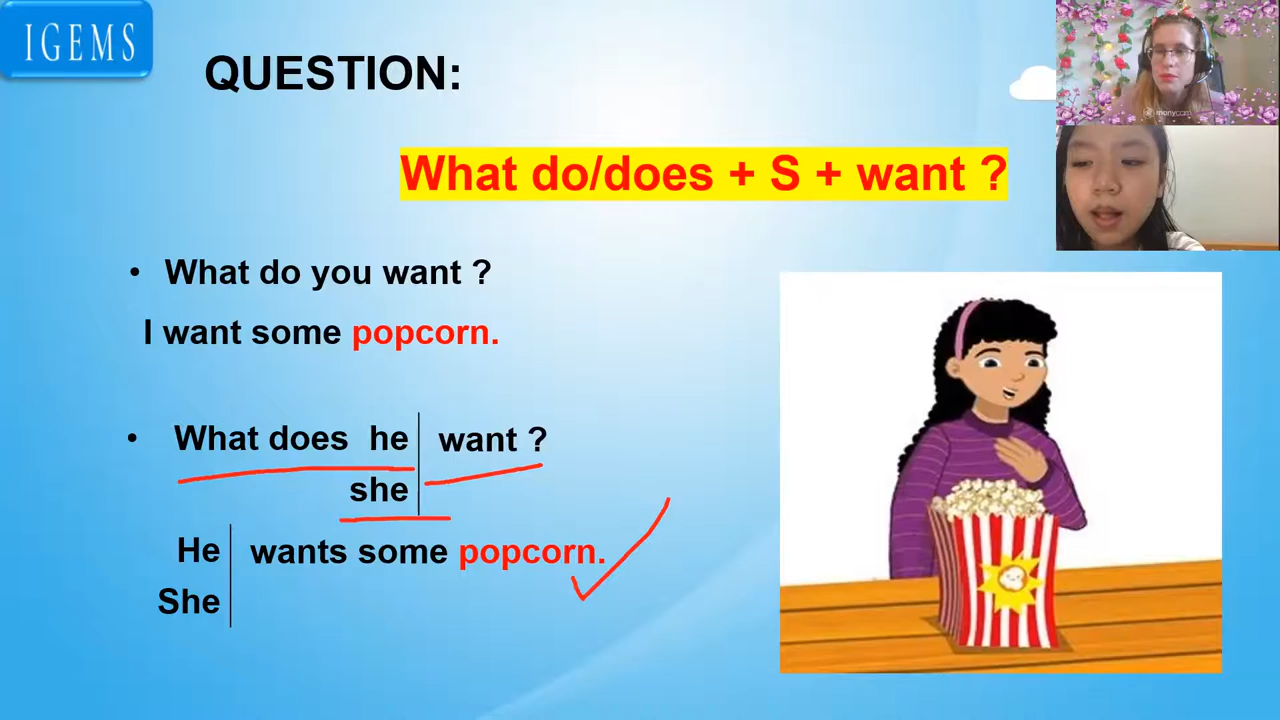 IGEMS
QUESTION:
What do/does + S + want ?
• What do you want ?
I want some popcorn.
• What does he want ?
she
He wants some popcorn.
She
manycam